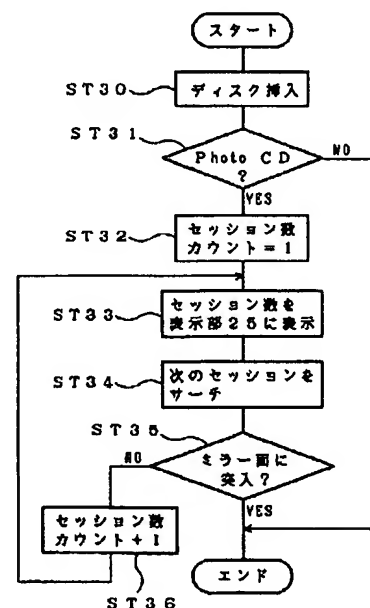 スタート
ST30
ディスク挿入
ST31
Photo CD
?
NO
YES
ST32
セッション数
カウント=1
ST33
セッション数を
表示部25に表示
ST34
次のセッションを
サーチ
ST35
ミラー面に
突入?
NO
YES
セッション数
カウント+1
ST36
エンド